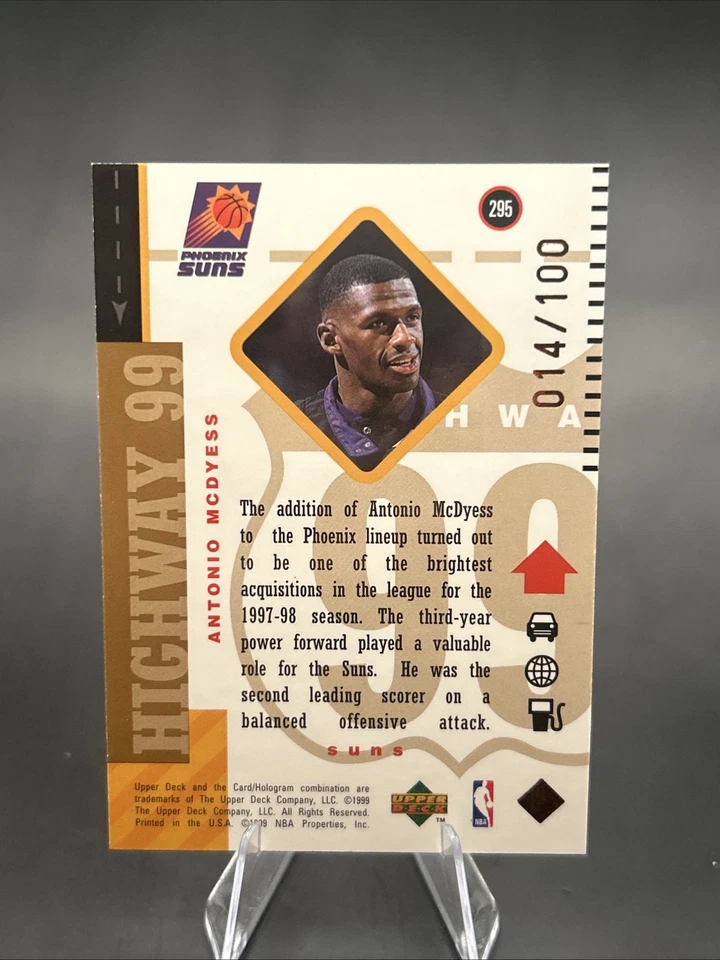 PHOENIX
SUNS
295
014/100
HIGHWAY 99
ANTONIO MCDYESS
HWA
99
The addition of Antonio McDyess
to the Phoenix lineup turned out
to be one of the brightest
acquisitions in the league for the
1997-98 season. The third-year
power forward played a valuable
role for the Suns. He was the
second leading scorer on a
balanced offensive attack.
suns
Upper Deck and the Card/Hologram combination are
trademarks of The Upper Deck Company, LLC. ©1999
The Upper Deck Company, LLC. All Rights Reserved.
Printed in the U.S.A. ©1999 NBA Properties, Inc.
UPPER
DECK
TM
NBA